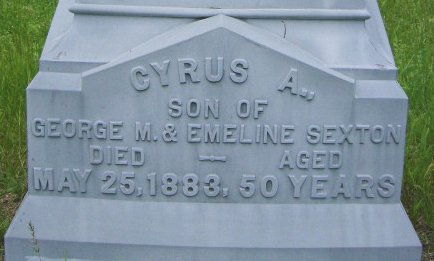 CYRUS A.,
SON OF
GEORGE M. & EMELINE SEXTON
DIED — AGED
MAY 25, 1883, 50 YEARS